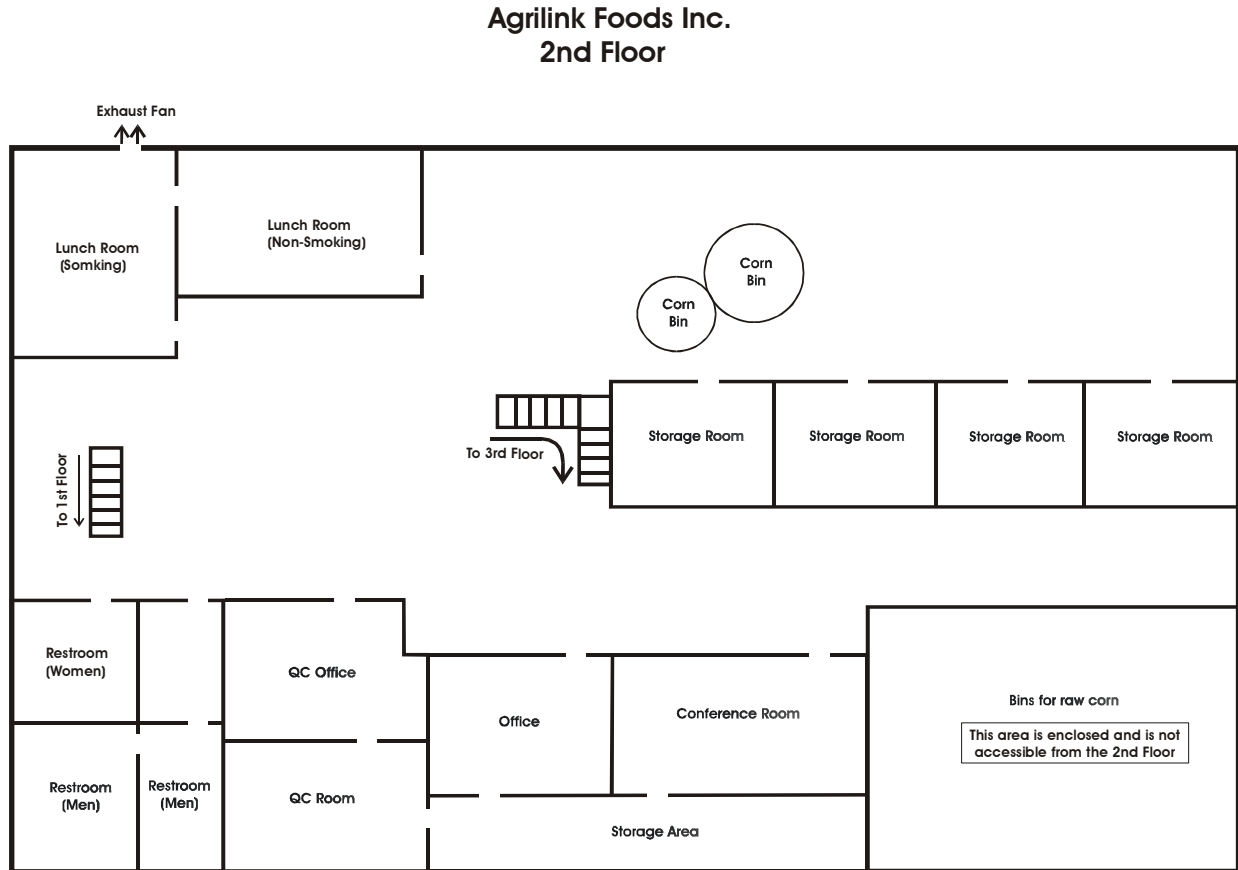 Agrilink Foods Inc.
2nd Floor
Exhaust Fan
Lunch Room
(Somking)
Lunch Room
(Non-Smoking)
Corn
Bin
Corn
Bin
To 3rd Floor
Storage Room
Storage Room
Storage Room
Storage Room
To 1st Floor
Restroom
(Women)
QC Office
Office
Conference Room
Bins for raw corn
This area is enclosed and is not
accessible from the 2nd Floor
Restroom
(Men)
Restroom
(Men)
QC Room
Storage Area